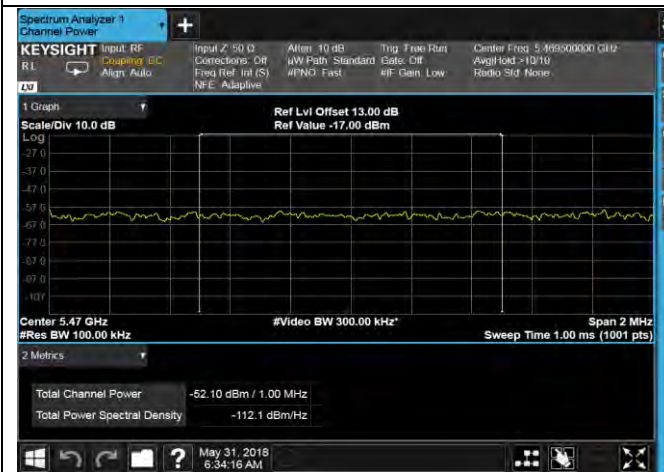 Spectrum Analyzer 1
Channel Power
+
KEYSIGHT Input: RF
RL
Coupling: DC
Align: Auto
LXI
Input Z: 50 Ω
Corrections: Off
Freq Ref: Int (S)
NFE: Adaptive
Atten: 10 dB
µW Path: Standard
#PNO: Fast
Trig: Free Run
Gate: Off
#IF Gain: Low
Center Freq: 5.469500000 GHz
Avg|Hold:>10/10
Radio Std: None
1 Graph
Scale/Div 10.0 dB
Ref Lvl Offset 13.00 dB
Ref Value -17.00 dBm
Log
-27.0
-37.0
-47.0
-57.0
-67.0
-77.0
-87.0
-97.0
-107
Center 5.47 GHz
#Video BW 300.00 kHz*
Span 2 MHz
#Res BW 100.00 kHz
Sweep Time 1.00 ms (1001 pts)
2 Metrics
Total Channel Power -52.10 dBm / 1.00 MHz
Total Power Spectral Density -112.1 dBm/Hz
?
May 31, 2018
6:34:16 AM